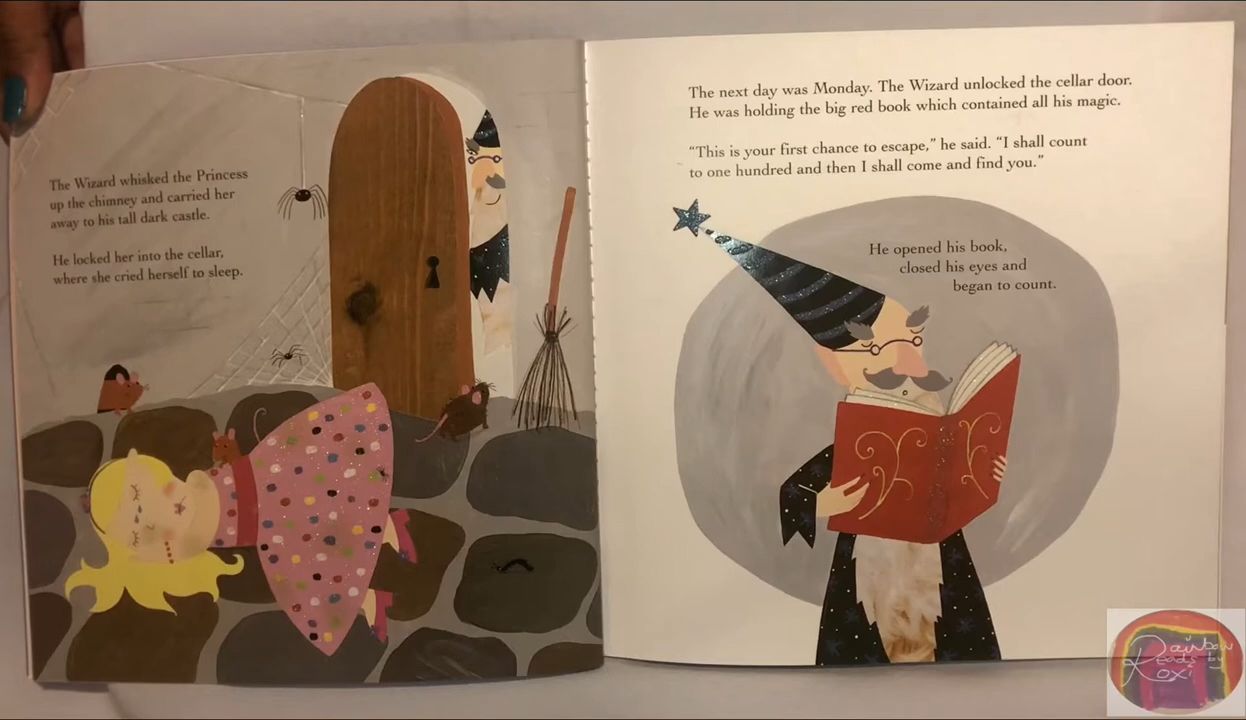 The Wizard whisked the Princess
up the chimney and carried her
away to his tall dark castle.
He locked her into the cellar,
where she cried herself to sleep.
The next day was Monday. The Wizard unlocked the cellar door.
He was holding the big red book which contained all his magic.
“This is your first chance to escape,” he said. “I shall count
to one hundred and then I shall come and find you.”
He opened his book,
closed his eyes and
began to count.
Rainbow
Reads by
Roxi